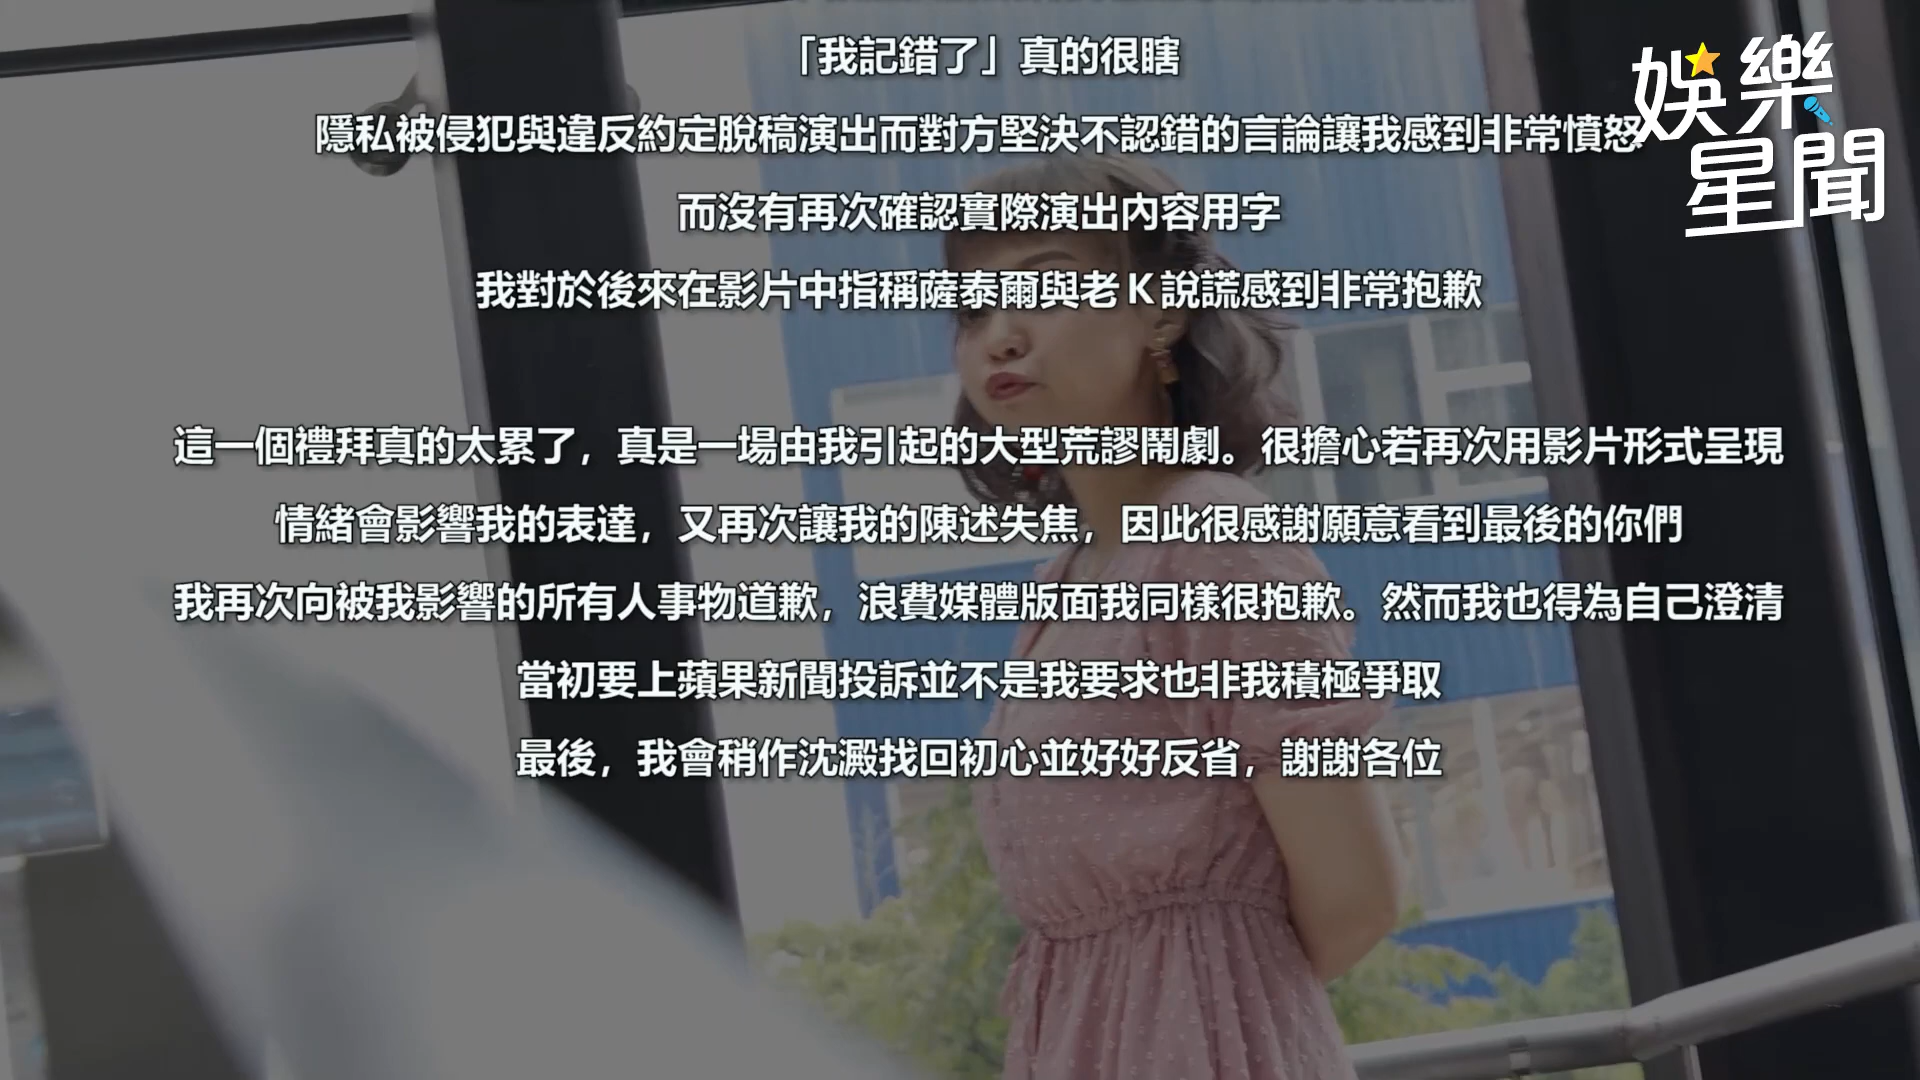 「我記錯了」真的很瞎
隱私被侵犯與違反約定脫稿演出而對方堅決不認錯的言論讓我感到非常憤怒
而沒有再次確認實際演出內容用字
我對於後來在影片中指稱薩泰爾與老K說謊感到非常抱歉
這一個禮拜真的太累了，真是一場由我引起的大型荒謬鬧劇。很擔心若再次用影片形式呈現
情緒會影響我的表達，又再次讓我的陳述失焦，因此很感謝願意看到最後的你們
我再次向被我影響的所有人事物道歉，浪費媒體版面我同樣很抱歉。然而我也得為自己澄清
當初要上蘋果新聞投訴並不是我要求也非我積極爭取
最後，我會稍作沈澱找回初心並好好反省，謝謝各位
娛樂
星聞